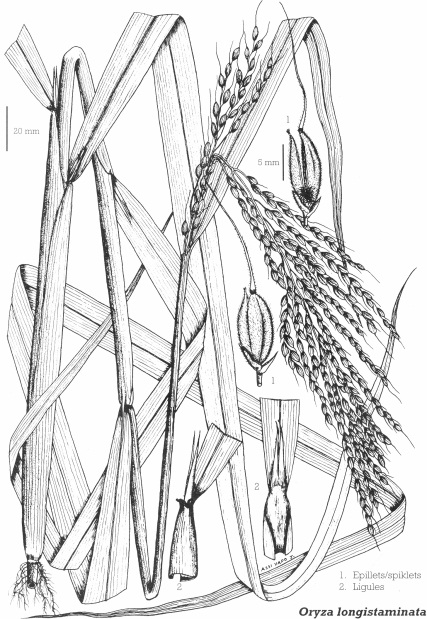 20 mm
1
5 mm
1
2
2
1. Epillets/spiklets
2. Ligules
Oryza longistaminata